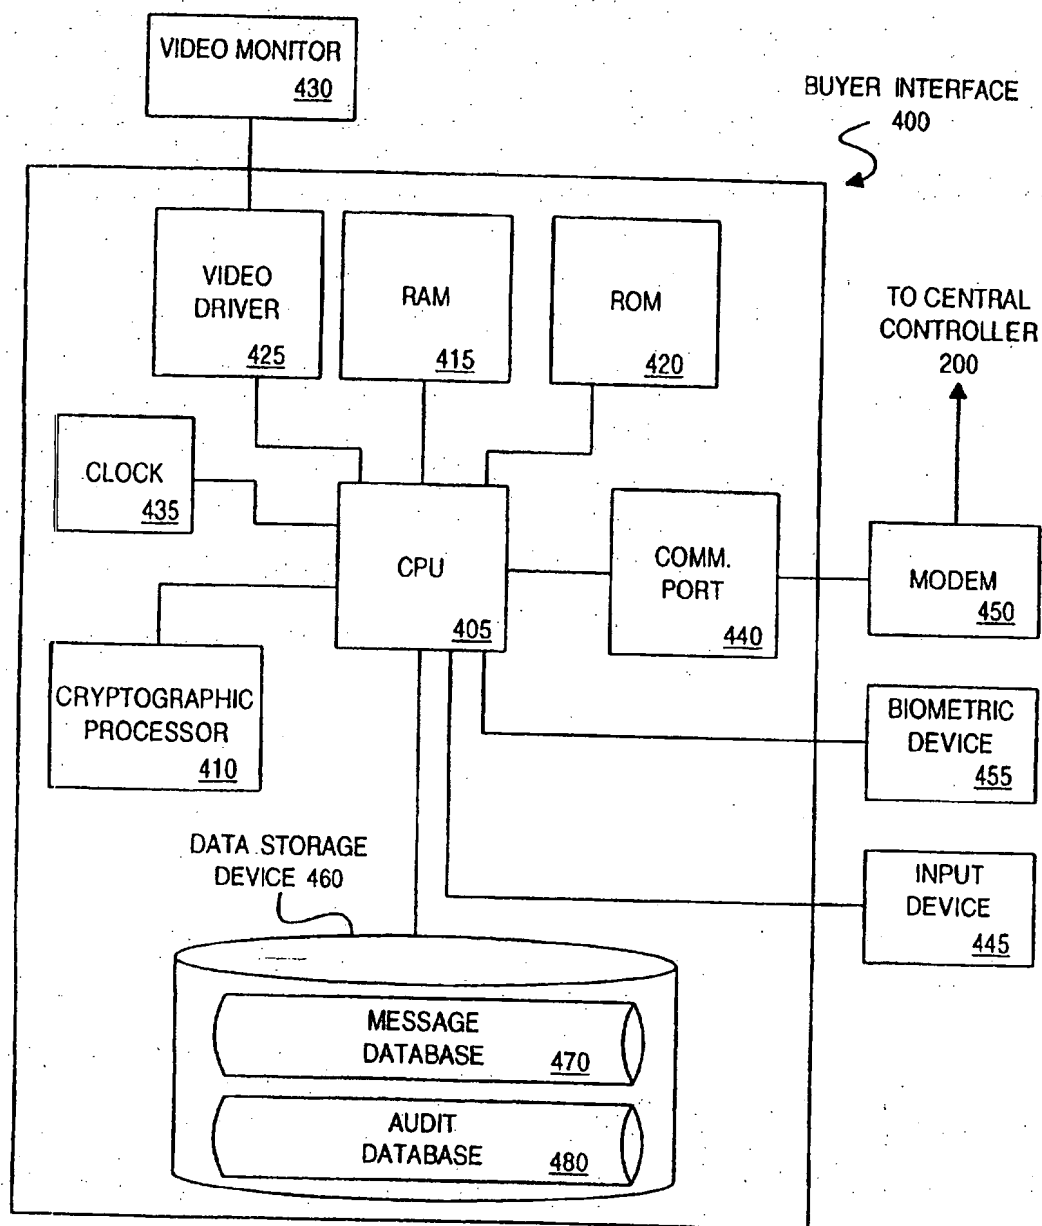 VIDEO MONITOR
430
BUYER INTERFACE
400
VIDEO
DRIVER
425
RAM
415
ROM
420
TO CENTRAL
CONTROLLER
200
CLOCK
435
CPU
405
COMM.
PORT
440
MODEM
450
CRYPTOGRAPHIC
PROCESSOR
410
BIOMETRIC
DEVICE
455
DATA STORAGE
DEVICE 460
INPUT
DEVICE
445
MESSAGE
DATABASE
470
AUDIT
DATABASE
480